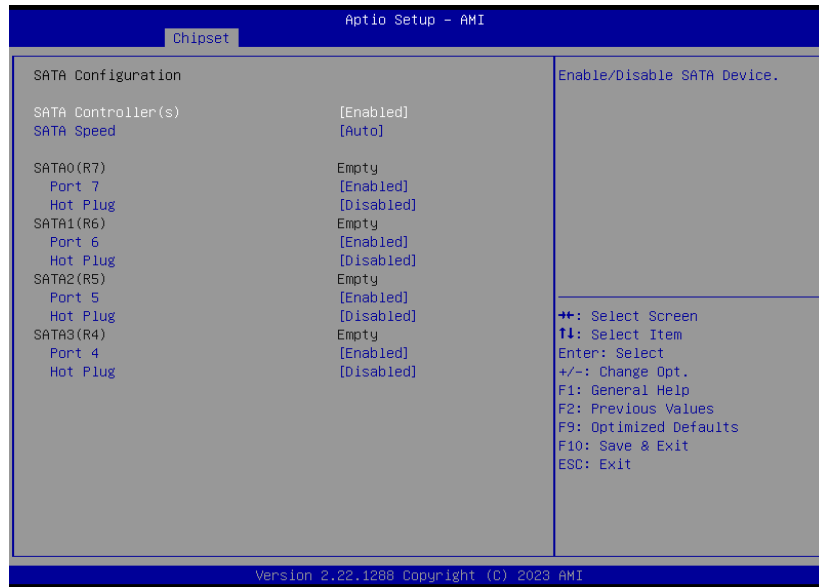 Aptio Setup - AMI
Chipset
SATA Configuration
SATA Controller(s) [Enabled]
SATA Speed [Auto]
SATA0(R7) Empty
Port 7 [Enabled]
Hot Plug [Disabled]
SATA1(R6) Empty
Port 6 [Enabled]
Hot Plug [Disabled]
SATA2(R5) Empty
Port 5 [Enabled]
Hot Plug [Disabled]
SATA3(R4) Empty
Port 4 [Enabled]
Hot Plug [Disabled]
Enable/Disable SATA Device.
→←: Select Screen
↑↓: Select Item
Enter: Select
+/-: Change Opt.
F1: General Help
F2: Previous Values
F9: Optimized Defaults
F10: Save & Exit
ESC: Exit
Version 2.22.1288 Copyright (C) 2023 AMI